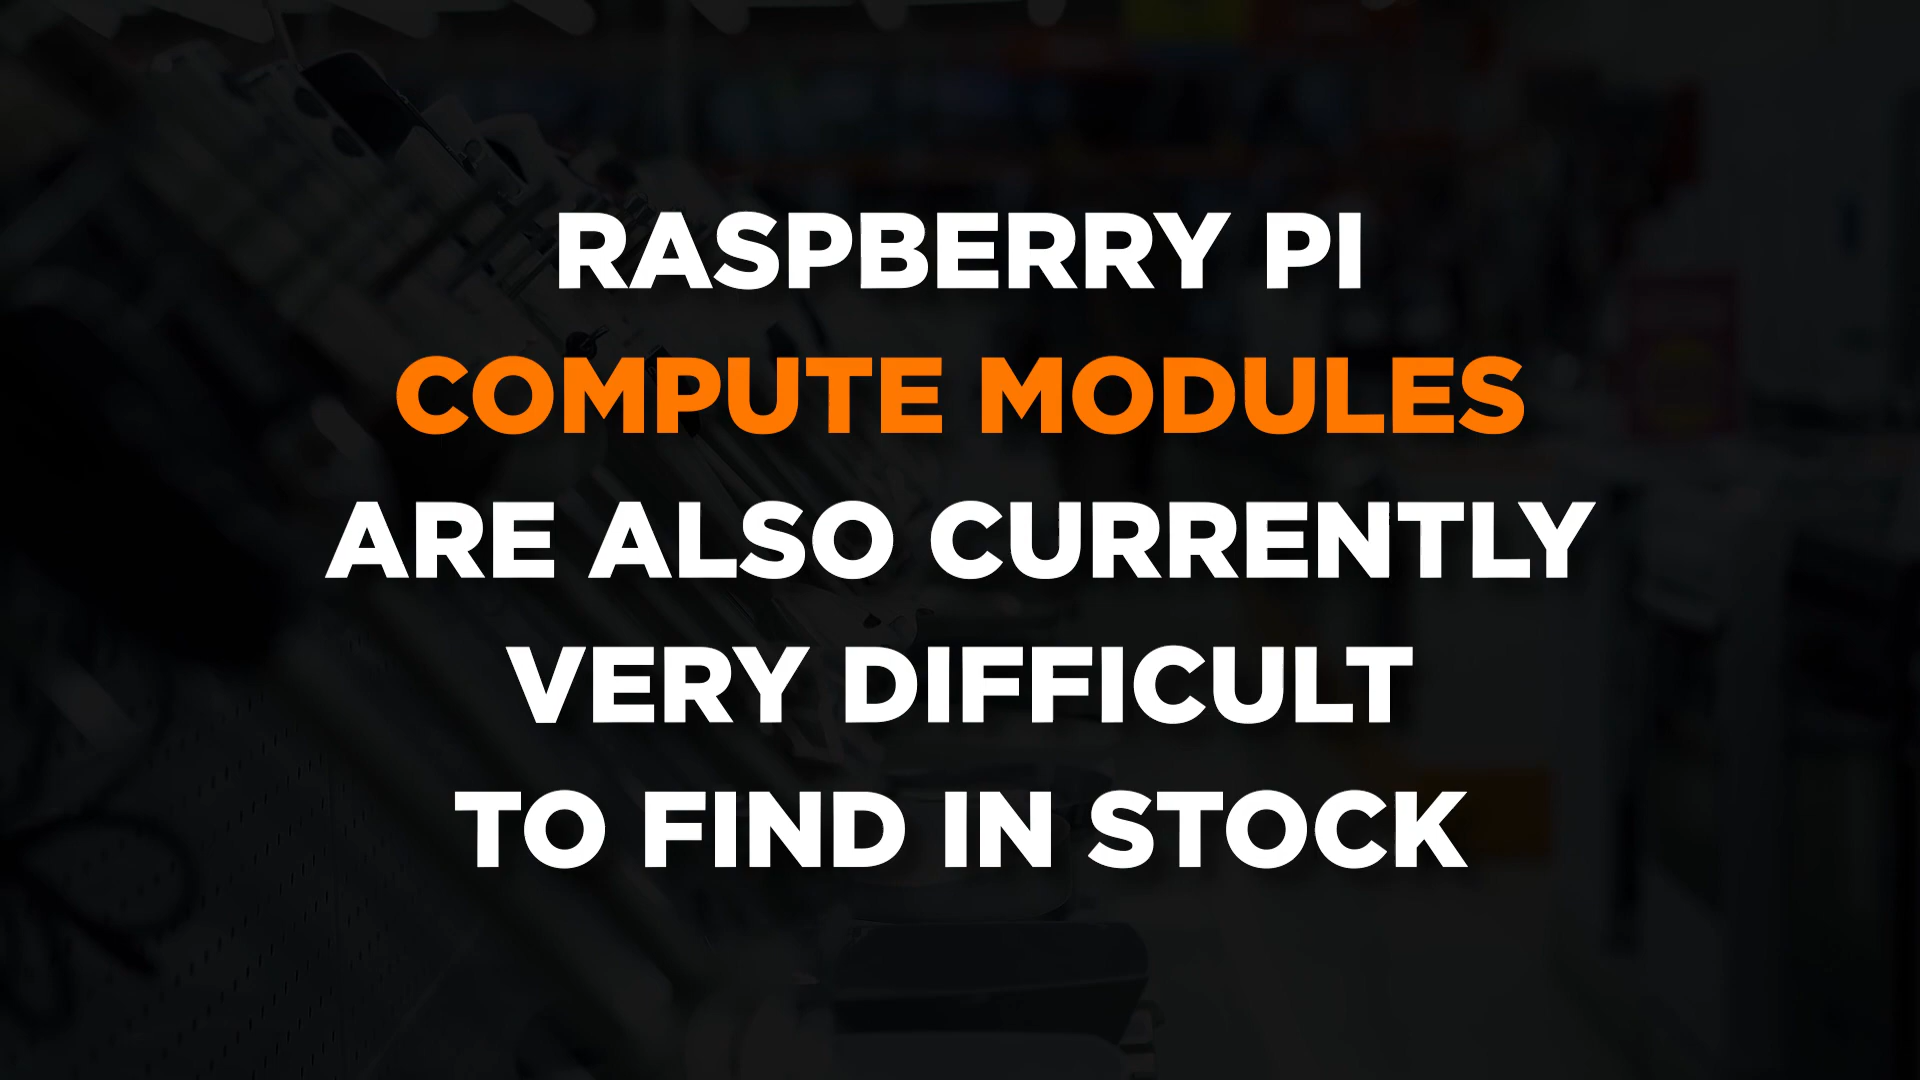 RASPBERRY PI
COMPUTE MODULES
ARE ALSO CURRENTLY
VERY DIFFICULT
TO FIND IN STOCK